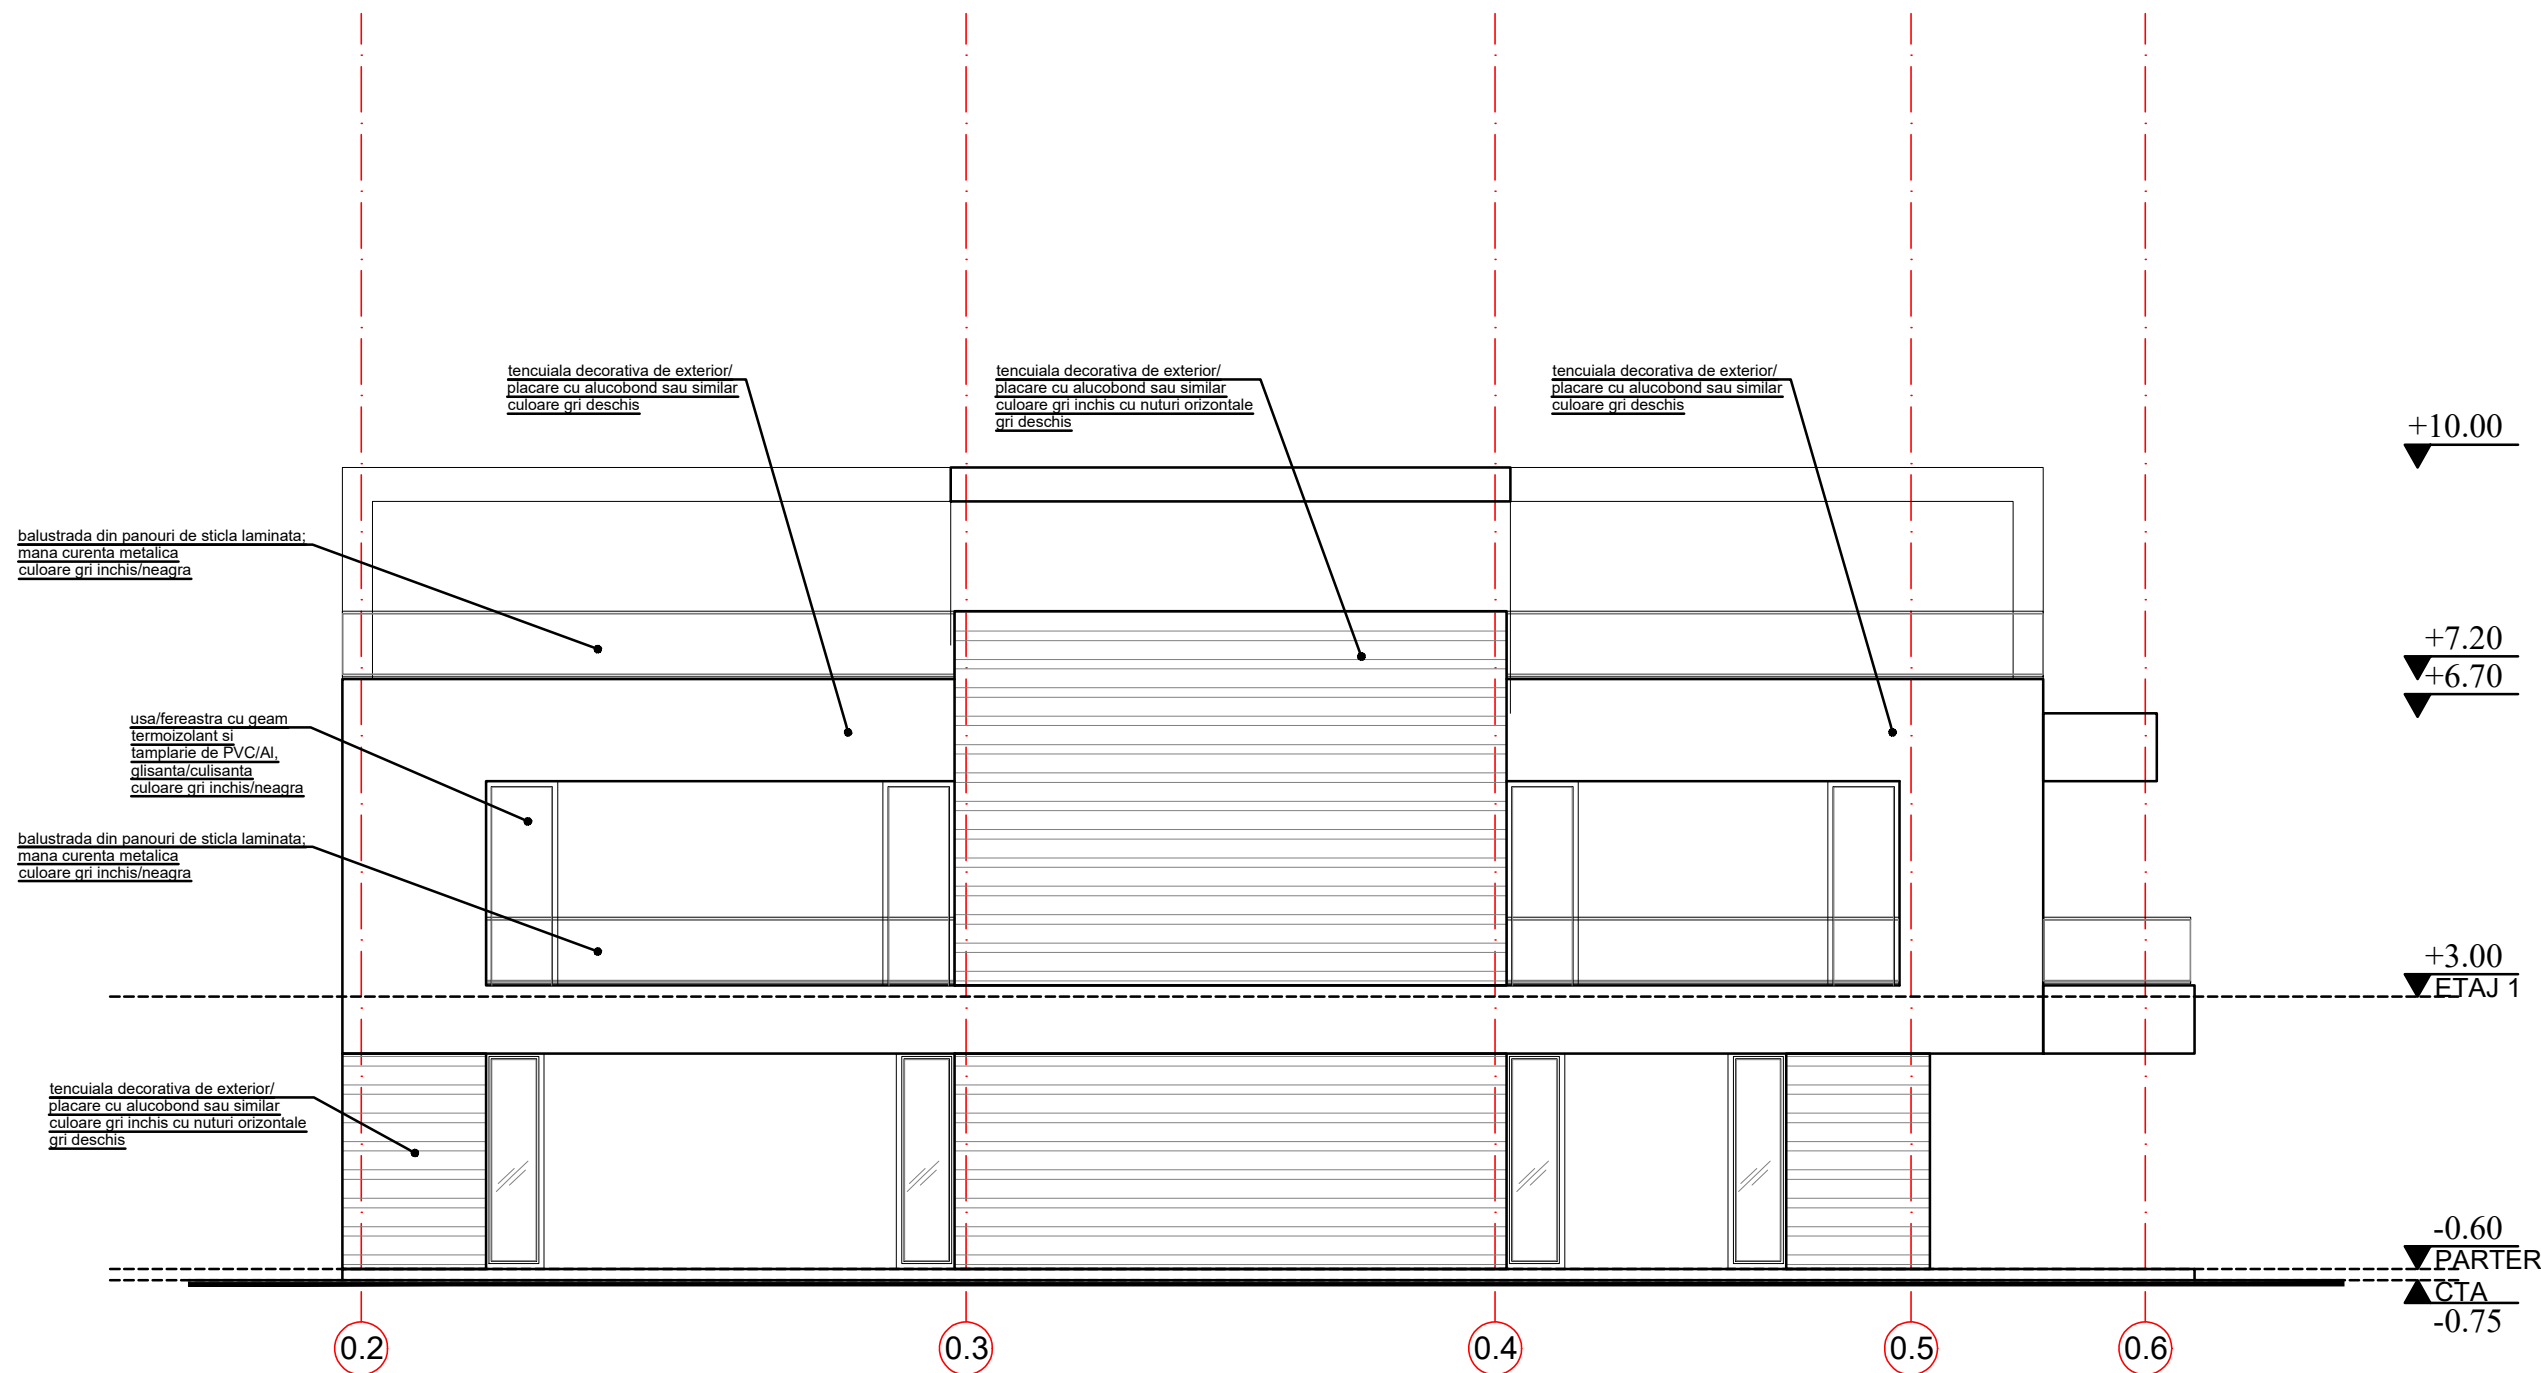 tencuiala decorativa de exterior/
placare cu alucobond sau similar
culoare gri deschis
tencuiala decorativa de exterior/
placare cu alucobond sau similar
culoare gri inchis cu nuturi orizontale
gri deschis
tencuiala decorativa de exterior/
placare cu alucobond sau similar
culoare gri deschis
+10.00
balustrada din panouri de sticla laminata;
mana curenta metalica
culoare gri inchis/neagra
+7.20
+6.70
usa/fereastra cu geam
termoizolant si
tamplarie de PVC/Al,
glisanta/culisanta
culoare gri inchis/neagra
balustrada din panouri de sticla laminata;
mana curenta metalica
culoare gri inchis/neagra
+3.00
ETAJ 1
tencuiala decorativa de exterior/
placare cu alucobond sau similar
culoare gri inchis cu nuturi orizontale
gri deschis
-0.60
PARTER
CTA
-0.75
0.2
0.3
0.4
0.5
0.6